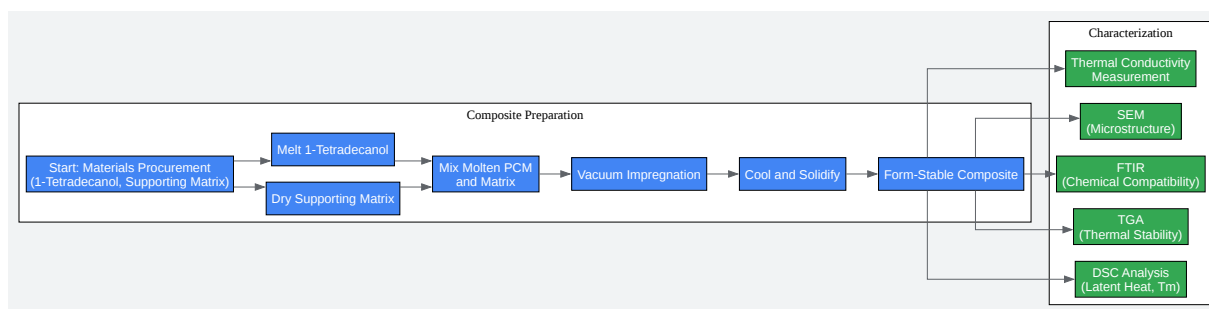 Characterization
Thermal Conductivity
Measurement
Composite Preparation
SEM
(Microstructure)
Melt 1-Tetradecanol
Start: Materials Procurement
(1-Tetradecanol, Supporting Matrix)
Mix Molten PCM
and Matrix
Vacuum Impregnation
Cool and Solidify
Form-Stable Composite
FTIR
(Chemical Compatibility)
Dry Supporting Matrix
TGA
(Thermal Stability)
DSC Analysis
(Latent Heat, Tm)